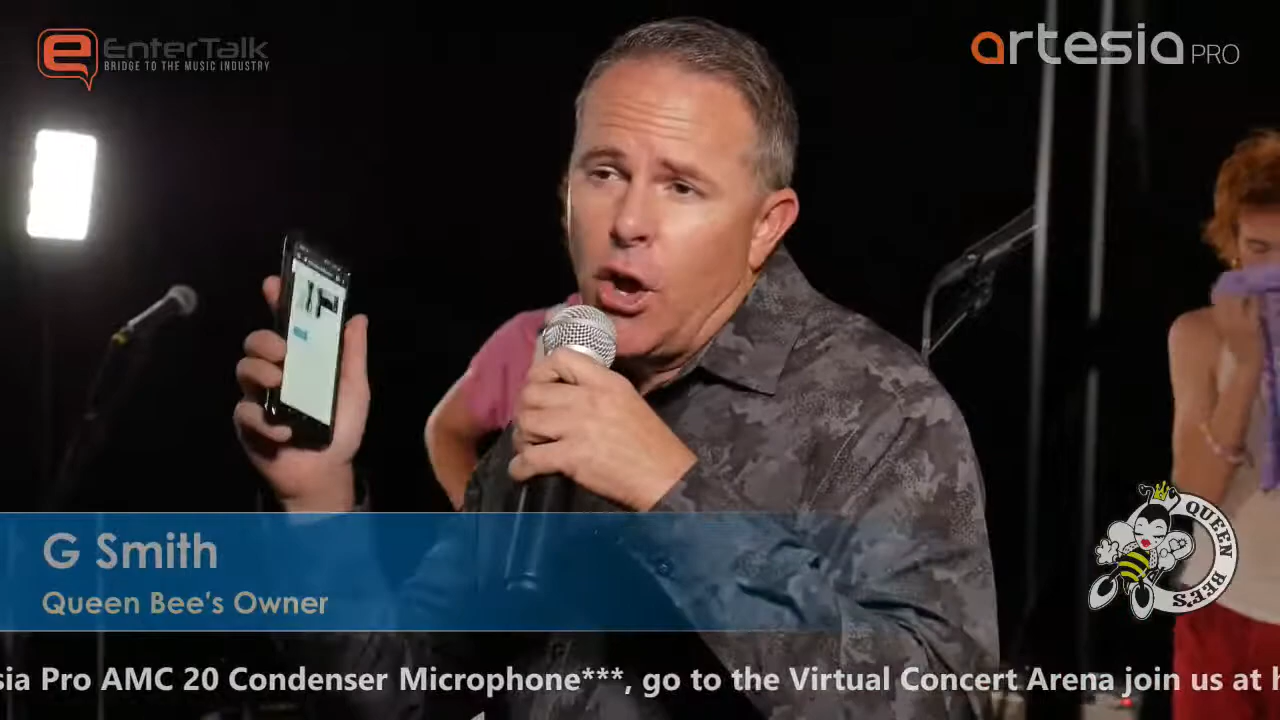 EnterTalk
BRIDGE TO THE MUSIC INDUSTRY
artesia PRO
QUEEN BEE'S
G Smith
Queen Bee's Owner
sia Pro AMC 20 Condenser Microphone***, go to the Virtual Concert Arena join us at h